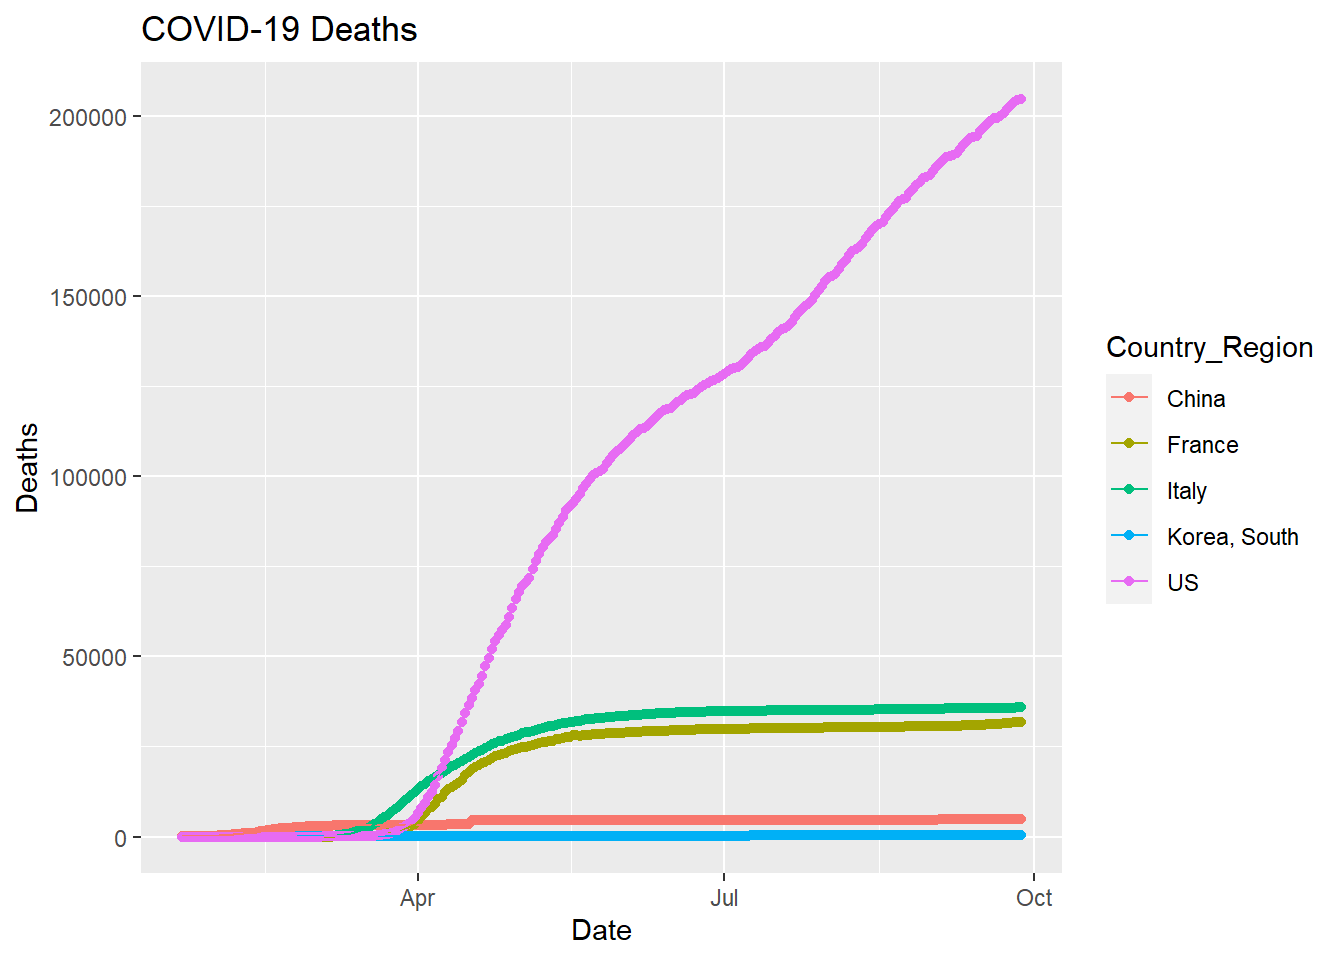 COVID-19 Deaths
200000
150000
100000
50000
0
Deaths
Apr
Jul
Oct
Date
Country_Region
China
France
Italy
Korea, South
US